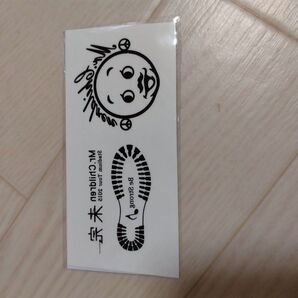 Mr.Children
Stadium Tour 2015
未完
Be Strong